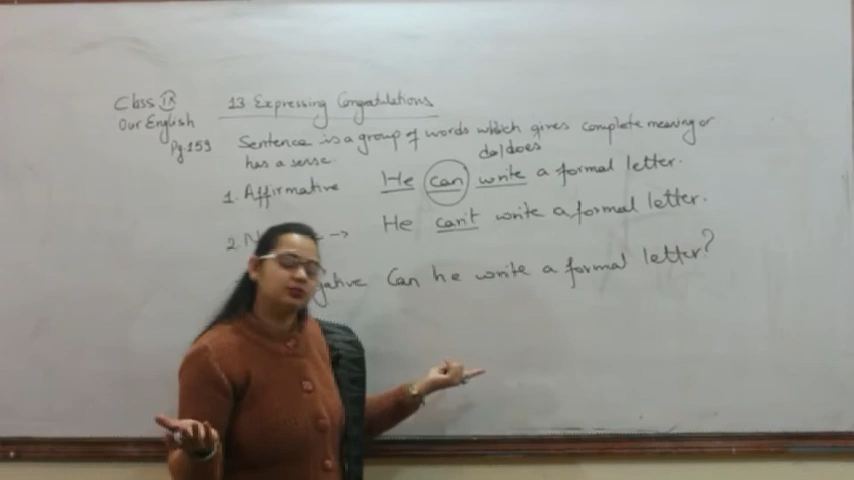 Class IX
Our English
Pg.159
13 Expressing Congratulations
Sentence is a group of words which gives complete meaning or
has a sense.
do/does
1. Affirmative He can write a formal letter.
2. N → He can't write a formal letter.
gative Can he write a formal letter?